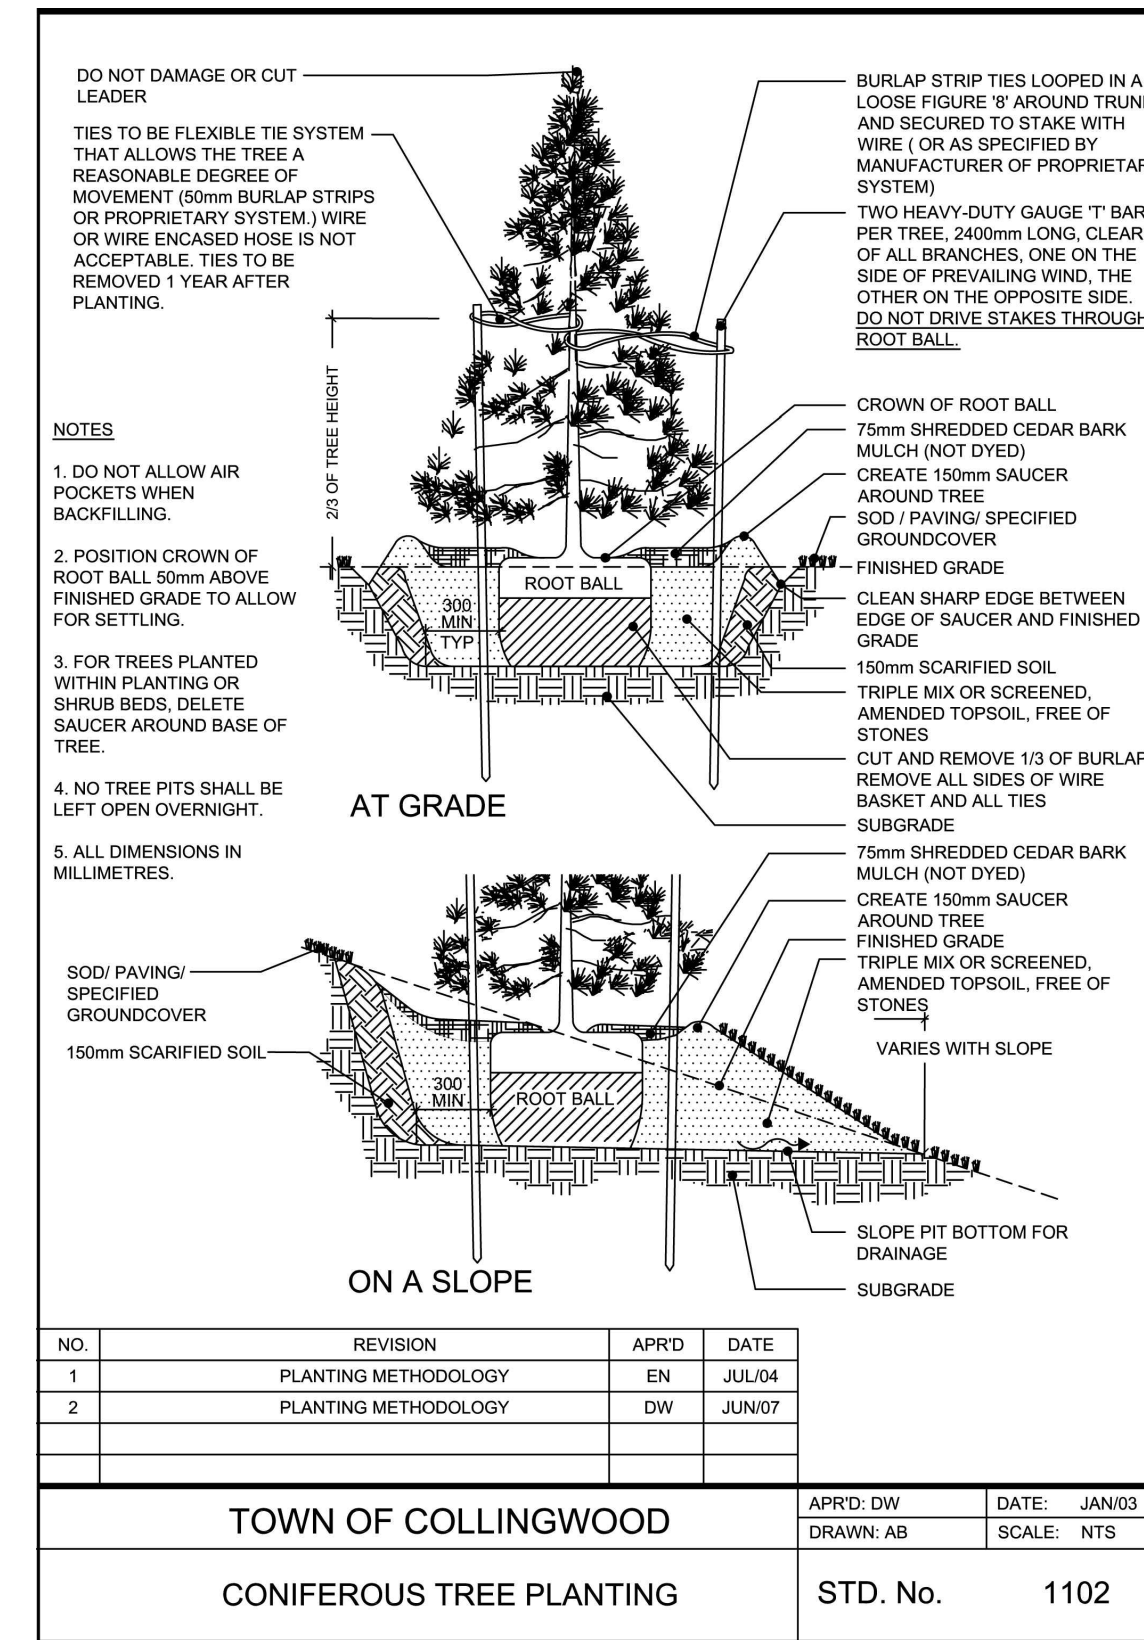 DO NOT DAMAGE OR CUT
LEADER
TIES TO BE FLEXIBLE TIE SYSTEM
THAT ALLOWS THE TREE A
REASONABLE DEGREE OF
MOVEMENT (50mm BURLAP STRIPS
OR PROPRIETARY SYSTEM.) WIRE
OR WIRE ENCASED HOSE IS NOT
ACCEPTABLE. TIES TO BE
REMOVED 1 YEAR AFTER
PLANTING.
2/3 OF TREE HEIGHT
NOTES
1. DO NOT ALLOW AIR
POCKETS WHEN
BACKFILLING.
2. POSITION CROWN OF
ROOT BALL 50mm ABOVE
FINISHED GRADE TO ALLOW
FOR SETTLING.
3. FOR TREES PLANTED
WITHIN PLANTING OR
SHRUB BEDS, DELETE
SAUCER AROUND BASE OF
TREE.
4. NO TREE PITS SHALL BE
LEFT OPEN OVERNIGHT.
5. ALL DIMENSIONS IN
MILLIMETRES.
BURLAP STRIP TIES LOOPED IN A
LOOSE FIGURE '8' AROUND TRUN
AND SECURED TO STAKE WITH
WIRE ( OR AS SPECIFIED BY
MANUFACTURER OF PROPRIETAR
SYSTEM)
TWO HEAVY-DUTY GAUGE 'T' BAR
PER TREE, 2400mm LONG, CLEAR
OF ALL BRANCHES, ONE ON THE
SIDE OF PREVAILING WIND, THE
OTHER ON THE OPPOSITE SIDE.
DO NOT DRIVE STAKES THROUGH
ROOT BALL.
CROWN OF ROOT BALL
75mm SHREDDED CEDAR BARK
MULCH (NOT DYED)
CREATE 150mm SAUCER
AROUND TREE
SOD / PAVING/ SPECIFIED
GROUNDCOVER
FINISHED GRADE
CLEAN SHARP EDGE BETWEEN
EDGE OF SAUCER AND FINISHED
GRADE
150mm SCARIFIED SOIL
TRIPLE MIX OR SCREENED,
AMENDED TOPSOIL, FREE OF
STONES
CUT AND REMOVE 1/3 OF BURLAP
REMOVE ALL SIDES OF WIRE
BASKET AND ALL TIES
SUBGRADE
ROOT BALL
300
MIN
TYP
AT GRADE
75mm SHREDDED CEDAR BARK
MULCH (NOT DYED)
CREATE 150mm SAUCER
AROUND TREE
FINISHED GRADE
TRIPLE MIX OR SCREENED,
AMENDED TOPSOIL, FREE OF
STONES
VARIES WITH SLOPE
SOD/ PAVING/
SPECIFIED
GROUNDCOVER
150mm SCARIFIED SOIL
300
MIN
ROOT BALL
SLOPE PIT BOTTOM FOR
DRAINAGE
SUBGRADE
ON A SLOPE
NO. REVISION APR'D DATE
1 PLANTING METHODOLOGY EN JUL/04
2 PLANTING METHODOLOGY DW JUN/07
TOWN OF COLLINGWOOD
APR'D: DW DATE: JAN/03
DRAWN: AB SCALE: NTS
CONIFEROUS TREE PLANTING
STD. No. 1102